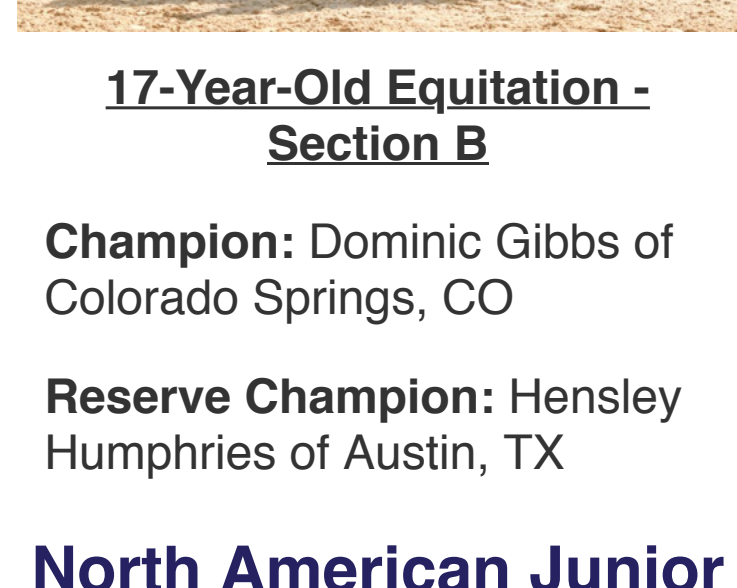 17-Year-Old Equitation -
Section B
Champion: Dominic Gibbs of
Colorado Springs, CO
Reserve Champion: Hensley
Humphries of Austin, TX
North American Junior